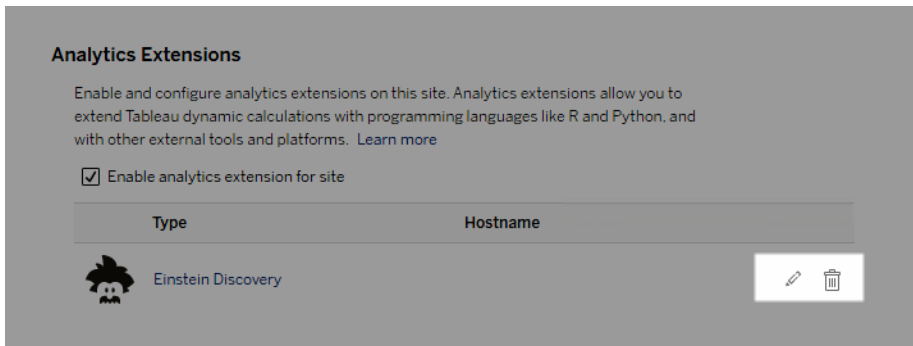 Analytics Extensions
Enable and configure analytics extensions on this site. Analytics extensions allow you to
extend Tableau dynamic calculations with programming languages like R and Python, and
with other external tools and platforms. Learn more
Enable analytics extension for site
Type Hostname
Einstein Discovery